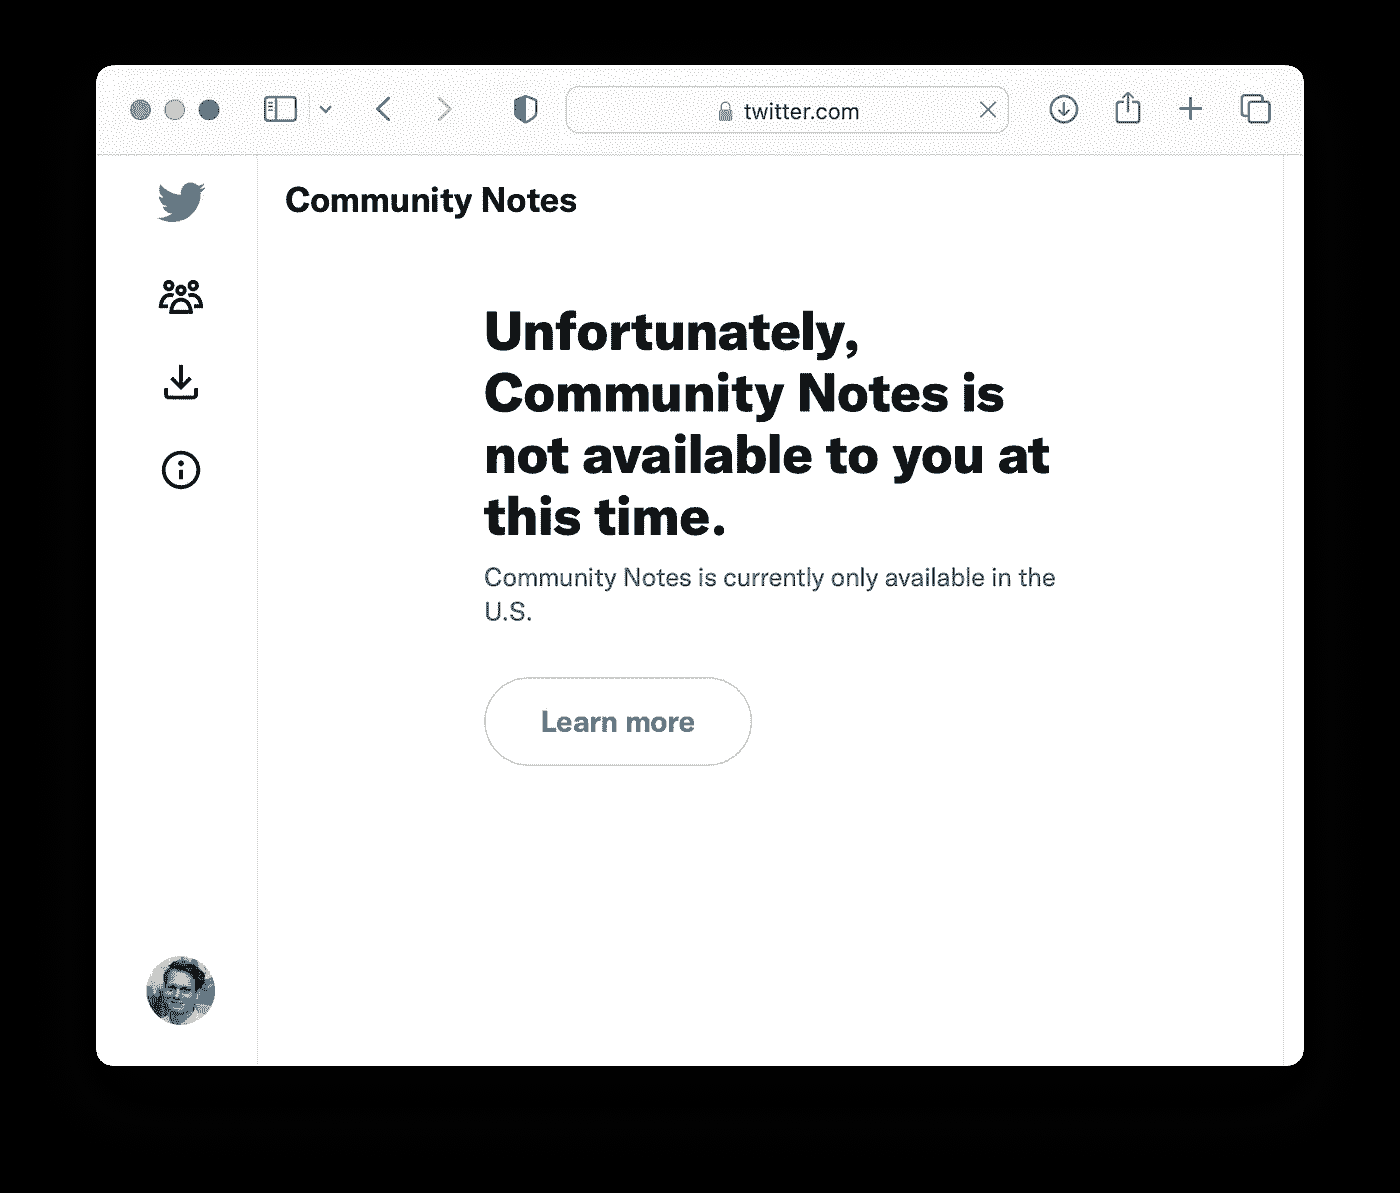 twitter.com
Community Notes
Unfortunately,
Community Notes is
not available to you at
this time.
Community Notes is currently only available in the
U.S.
Learn more